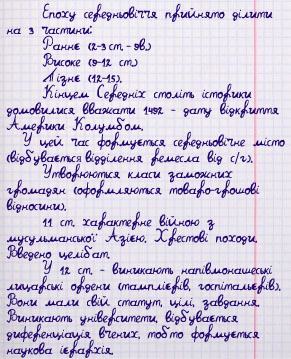 Епоху середньовіччя прийнято ділити
на 3 частини:
Раннє (2-3 ст. - 9в.)
Високе (9-12 ст.)
Пізнє (12-15).
Кінцем Середніх століть історики
домовилися вважати 1492 - дату відкриття
Америки Колумбом.
У цей час формується середньовічне місто
(відбувається відділення ремесла від с/г).
Утворюються класи заможних
громадян (оформляються товаро-грошові
відносини).
11 ст. характерне війною з
мусульманської Азією. Хрестові походи.
Введено целібат.
У 12 ст. - виникають напівмонашеські
лицарські ордени (тамплієрів, госпітальєрів).
Вони мали свій статут, цілі, завдання.
Виникають університети, відбувається
диференціація вчених, тобто формується
наукова ієрархія.